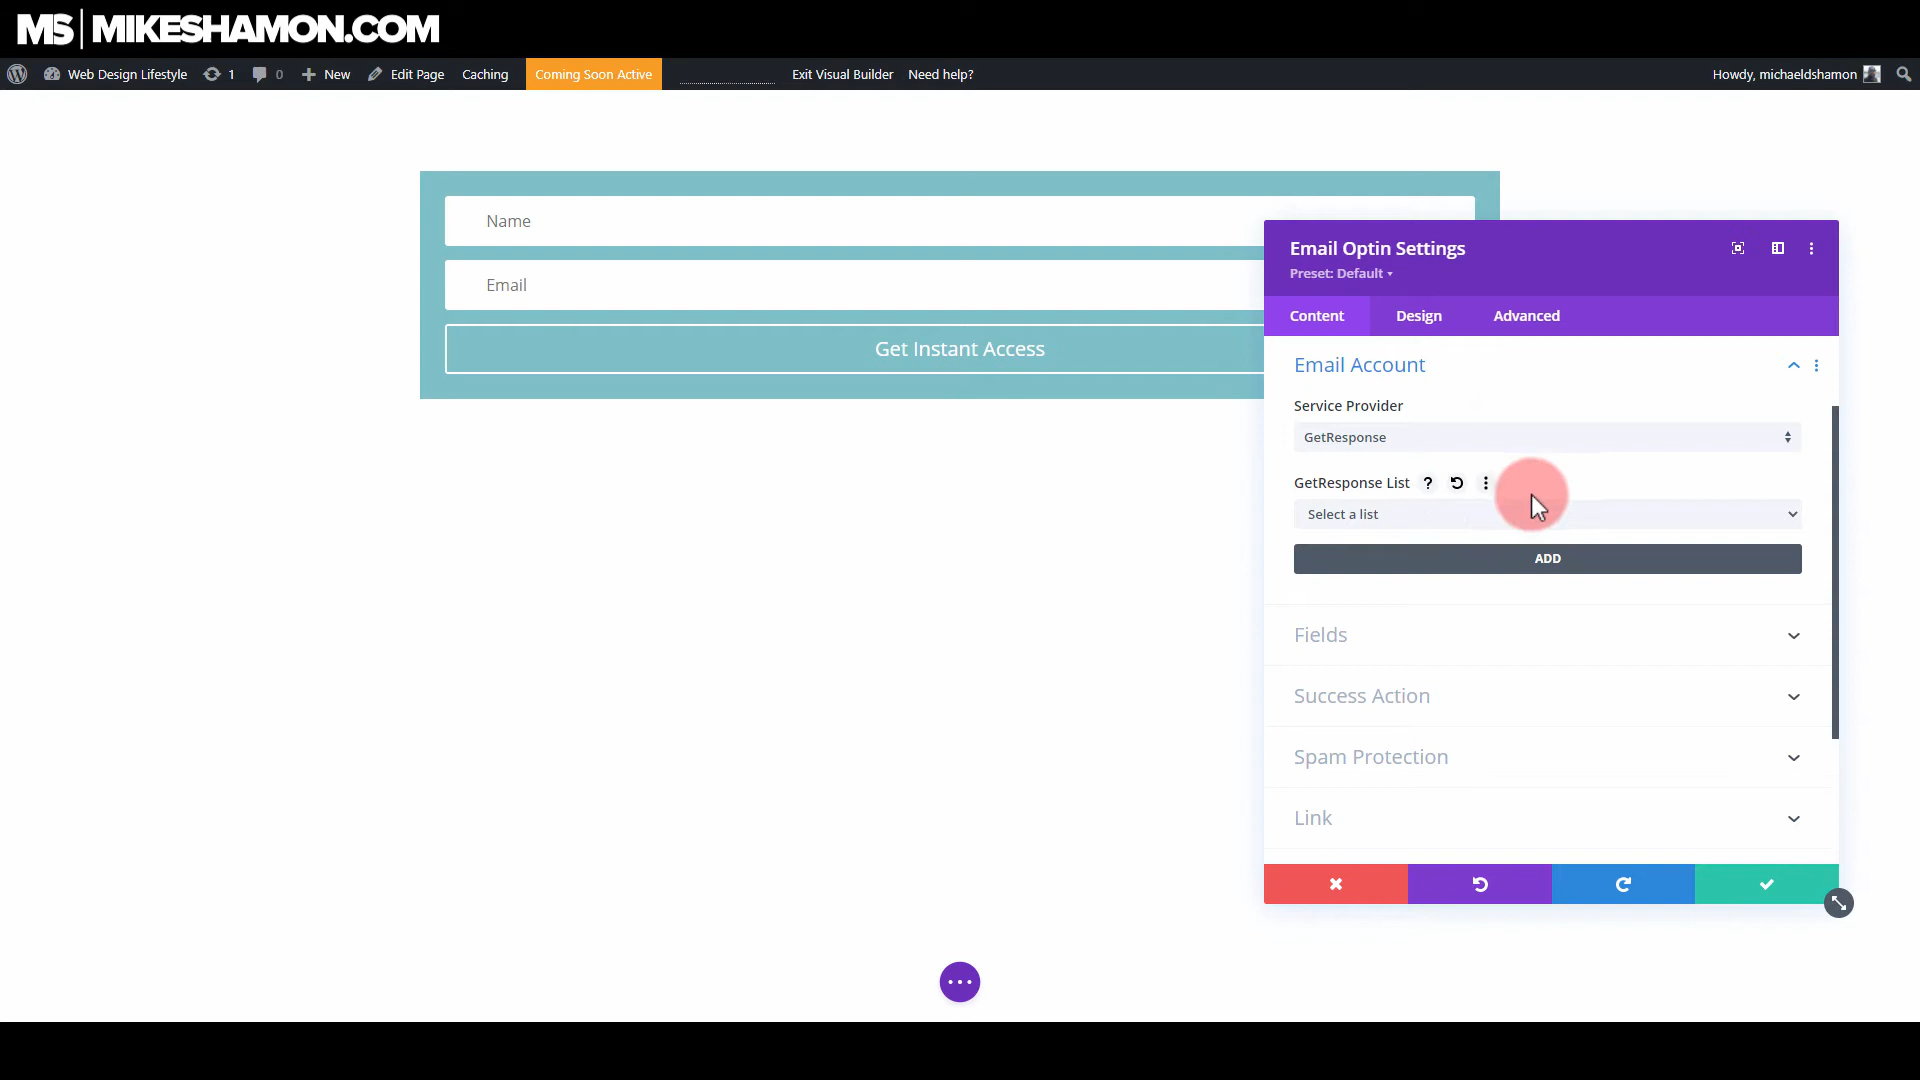 MS | MIKESHAMON.COM
Web Design Lifestyle 1 0 New Edit Page Caching Coming Soon Active Exit Visual Builder Need help? Howdy, michaeldshamon
Name
Email
Get Instant Access
Email Optin Settings
Preset: Default
Content Design Advanced
Email Account
Service Provider
GetResponse
GetResponse List ?
Select a list
ADD
Fields
Success Action
Spam Protection
Link